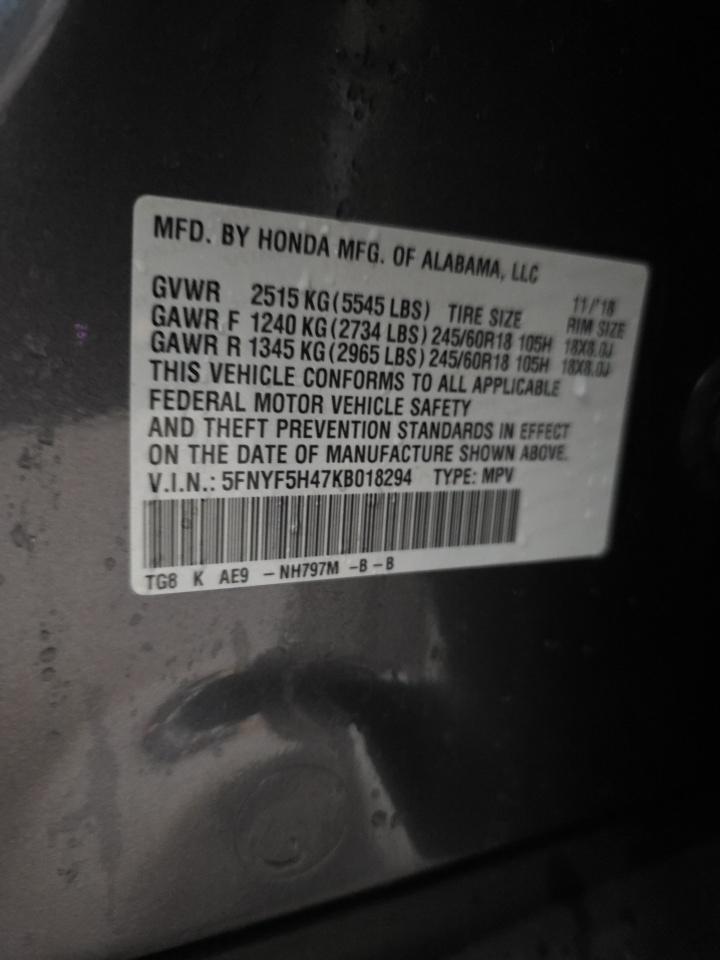 MFD. BY HONDA MFG. OF ALABAMA, LLC
11/'18
GVWR 2515 KG (5545 LBS) TIRE SIZE RIM SIZE
GAWR F 1240 KG (2734 LBS) 245/60R18 105H 18X8.0J
GAWR R 1345 KG (2965 LBS) 245/60R18 105H 18X8.0J
THIS VEHICLE CONFORMS TO ALL APPLICABLE
FEDERAL MOTOR VEHICLE SAFETY
AND THEFT PREVENTION STANDARDS IN EFFECT
ON THE DATE OF MANUFACTURE SHOWN ABOVE.
V.I.N.: 5FNYF5H47KB018294 TYPE: MPV
TG8 K AE9 -NH797M -B-B